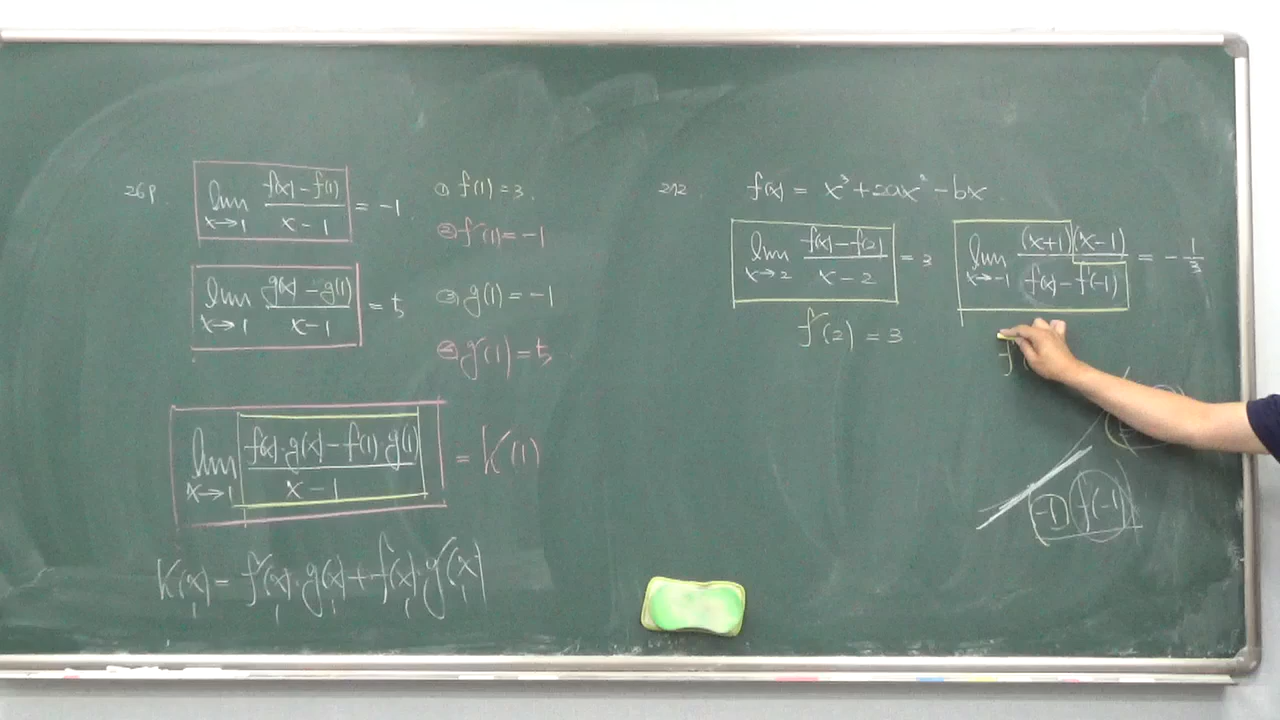 26P
lim x→1 f(x)-f(1) / x-1 = -1
① f(1)=3.
② f'(1)=-1
lim x→1 g(x)-g(1) / x-1 = 5
③ g(1)=-1
④ g'(1)=5
lim x→1 f(x)·g(x)-f(1)·g(1) / x-1 = K'(1)
K'(x)= f'(x)·g(x)+f(x)·g'(x)
212. f(x) = x³+2ax²-bx
lim x→2 f(x)-f(2) / x-2 = 3
f'(2) = 3
lim x→-1 (x+1)(x-1) / f(x)-f(-1) = -1/3
f'(
-1) f(-1)